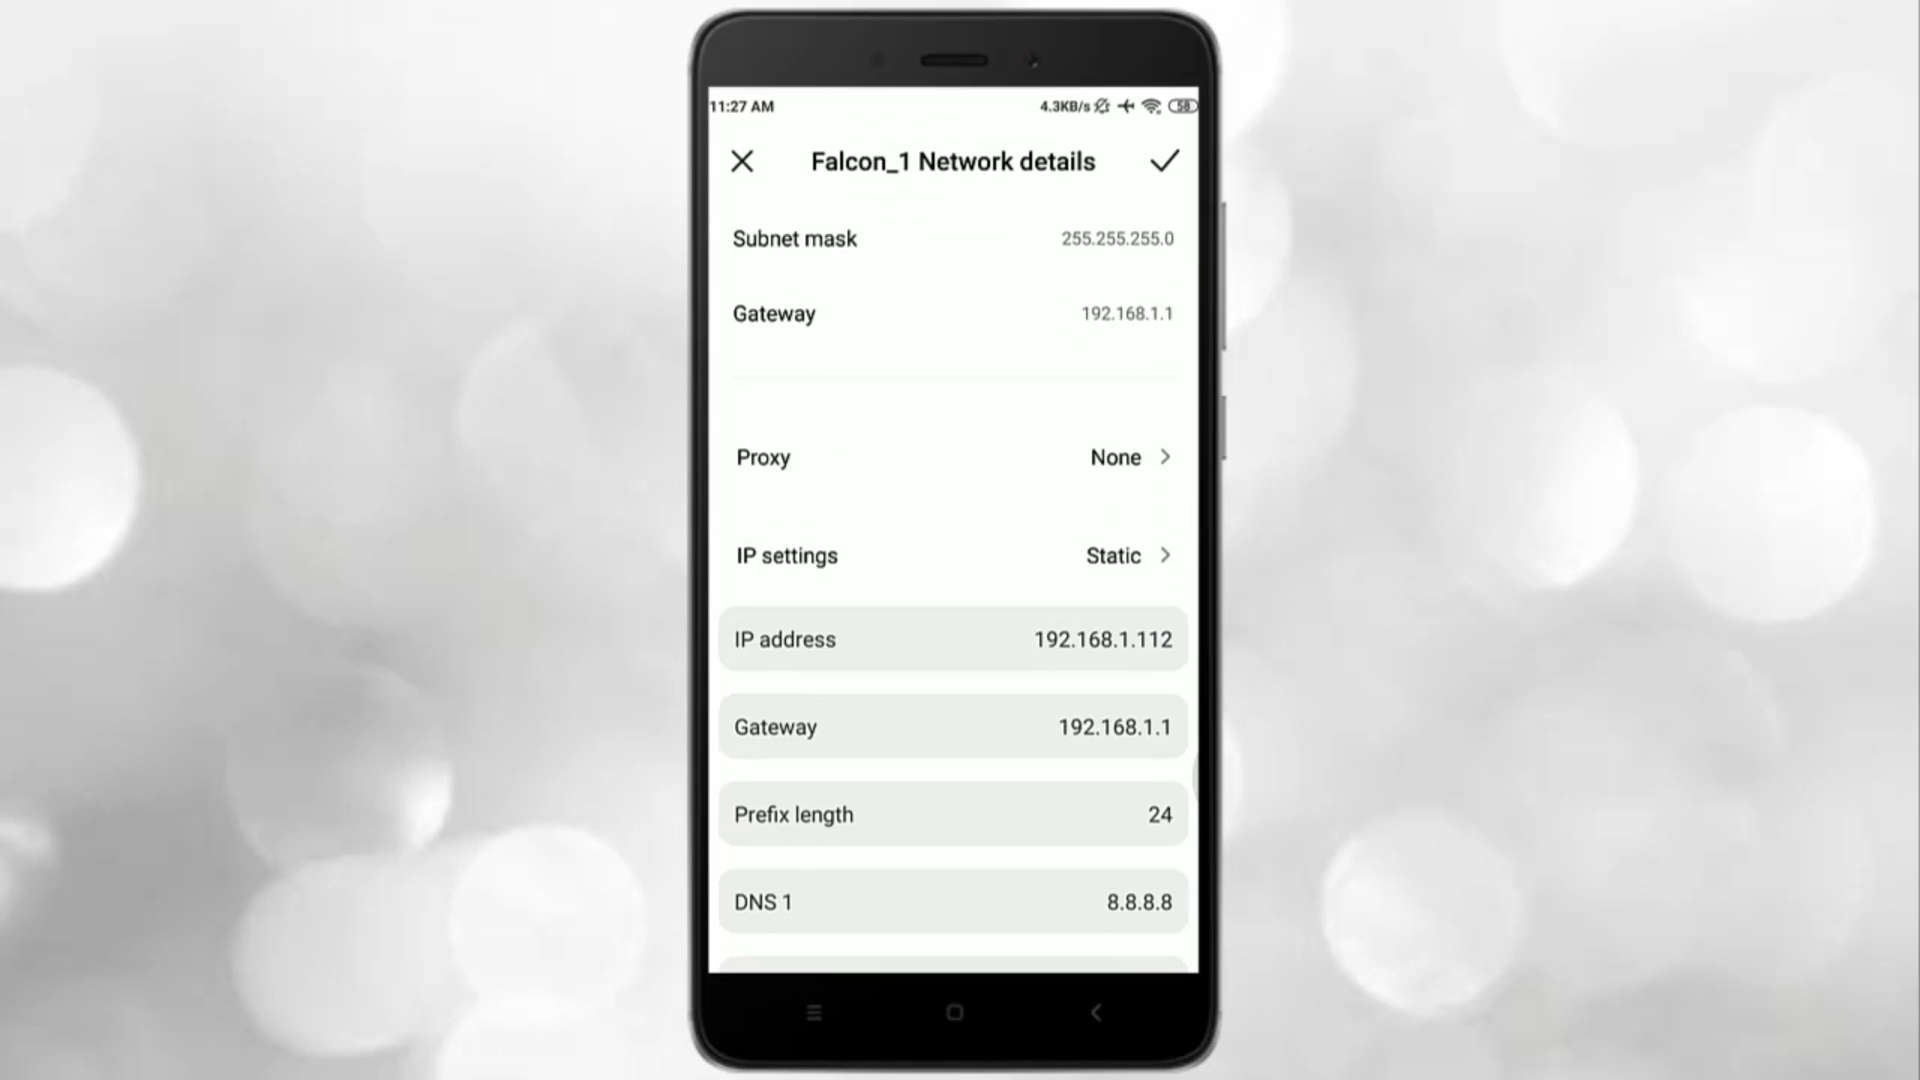 11:27 AM 4.3KB/s 58
Falcon_1 Network details
Subnet mask 255.255.255.0
Gateway 192.168.1.1
Proxy None
IP settings Static
IP address 192.168.1.112
Gateway 192.168.1.1
Prefix length 24
DNS 1 8.8.8.8